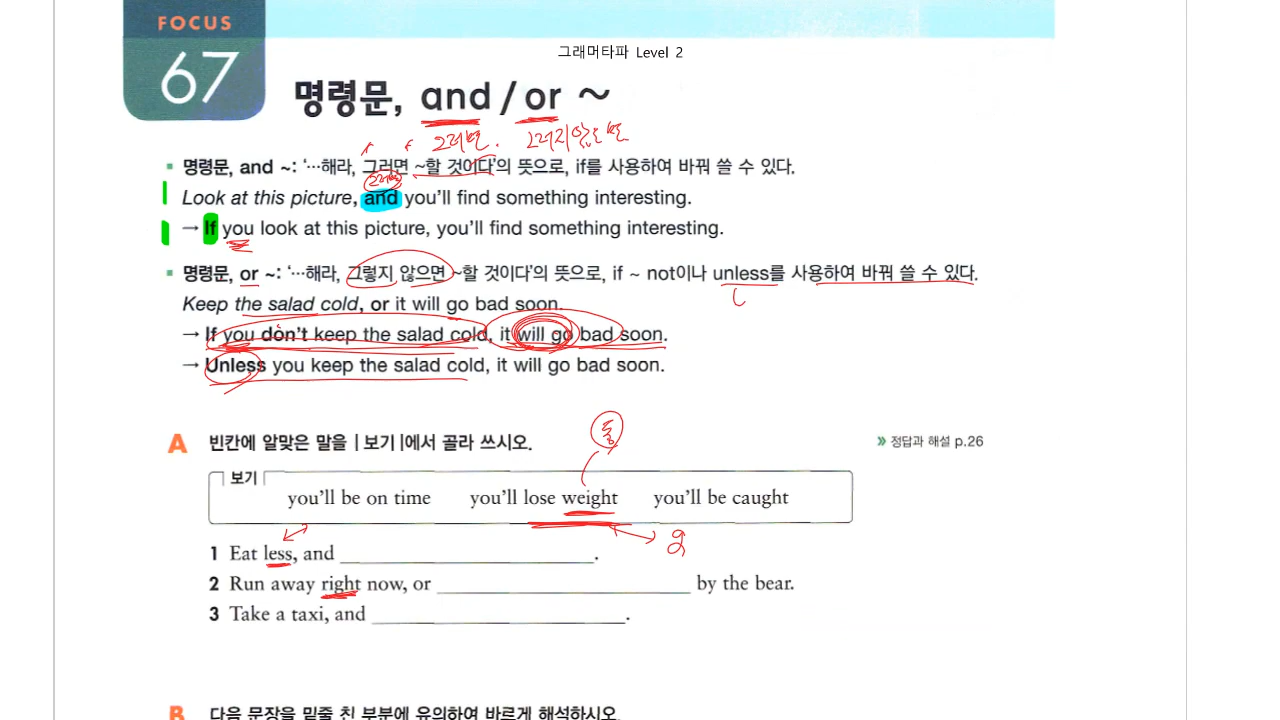 FOCUS
67
그래머타파 Level 2
명령문, and / or ~
그러면. 그러지않으면
명령문, and ~: '…해라, 그러면 ~할 것이다'의 뜻으로, if를 사용하여 바꿔 쓸 수 있다.
그러면
Look at this picture, and you'll find something interesting.
→ If you look at this picture, you'll find something interesting.
명령문, or ~: '…해라, 그렇지 않으면 ~할 것이다'의 뜻으로, if ~ not이나 unless를 사용하여 바꿔 쓸 수 있다.
Keep the salad cold, or it will go bad soon.
→ If you don't keep the salad cold, it will go bad soon.
→ Unless you keep the salad cold, it will go bad soon.
A 빈칸에 알맞은 말을 |보기|에서 골라 쓰시오.
» 정답과 해설 p.26
보기
you'll be on time you'll lose weight you'll be caught
1 Eat less, and ____.
2 Run away right now, or ____ by the bear.
3 Take a taxi, and ____.
B 다음 문장을 밑줄 친 부분에 유의하여 바르게 해석하시오.